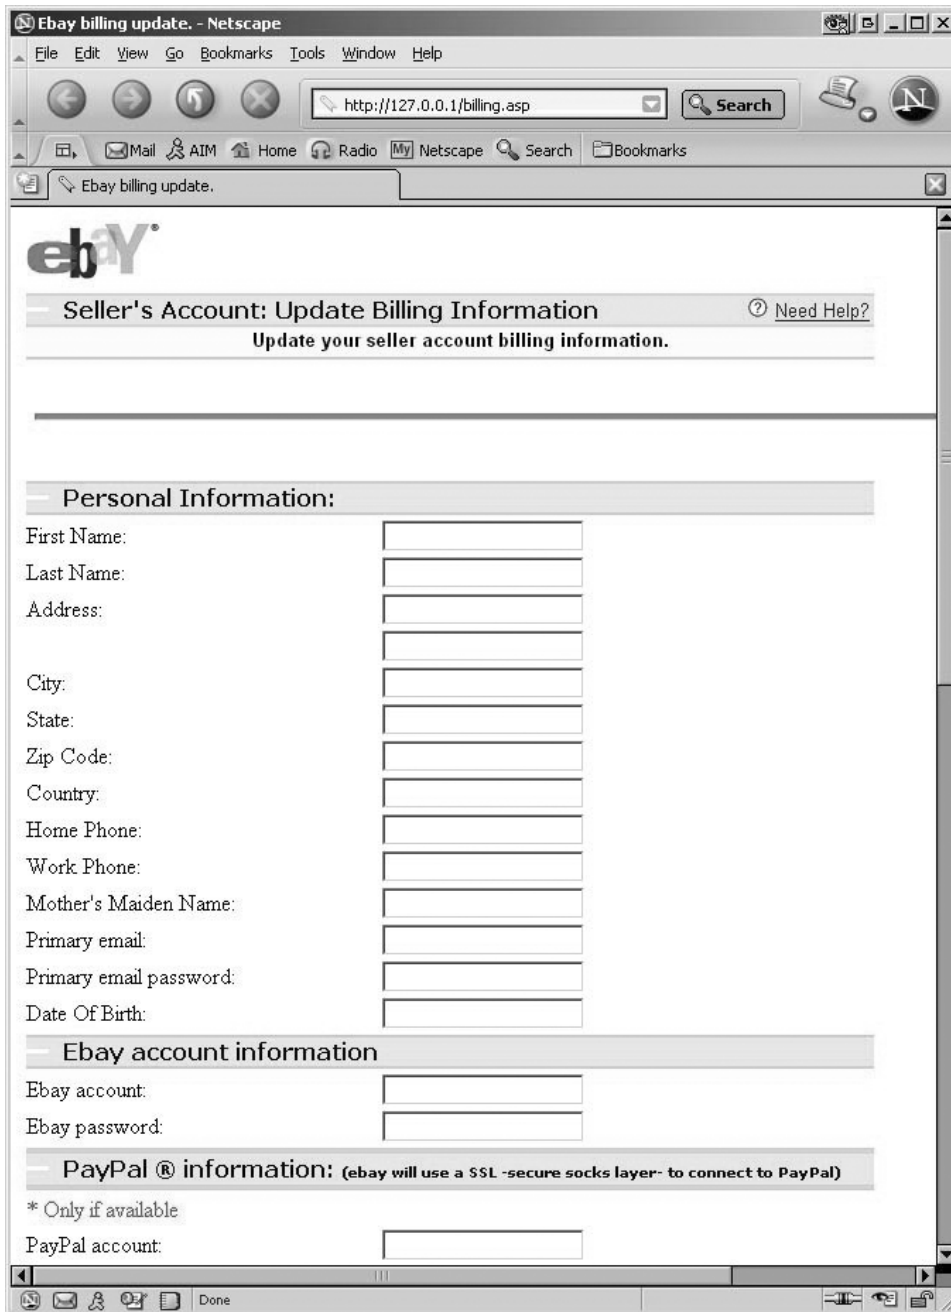 Ebay billing update. - Netscape
File Edit View Go Bookmarks Tools Window Help
http://127.0.0.1/billing.asp
Search
N
Mail AIM Home Radio My Netscape Search Bookmarks
Ebay billing update.
ebaY®
Seller's Account: Update Billing Information
Need Help?
Update your seller account billing information.
Personal Information:
First Name:
Last Name:
Address:
City:
State:
Zip Code:
Country:
Home Phone:
Work Phone:
Mother's Maiden Name:
Primary email:
Primary email password:
Date Of Birth:
Ebay account information
Ebay account:
Ebay password:
PayPal ® information: (ebay will use a SSL -secure socks layer- to connect to PayPal)
* Only if available
PayPal account:
Done